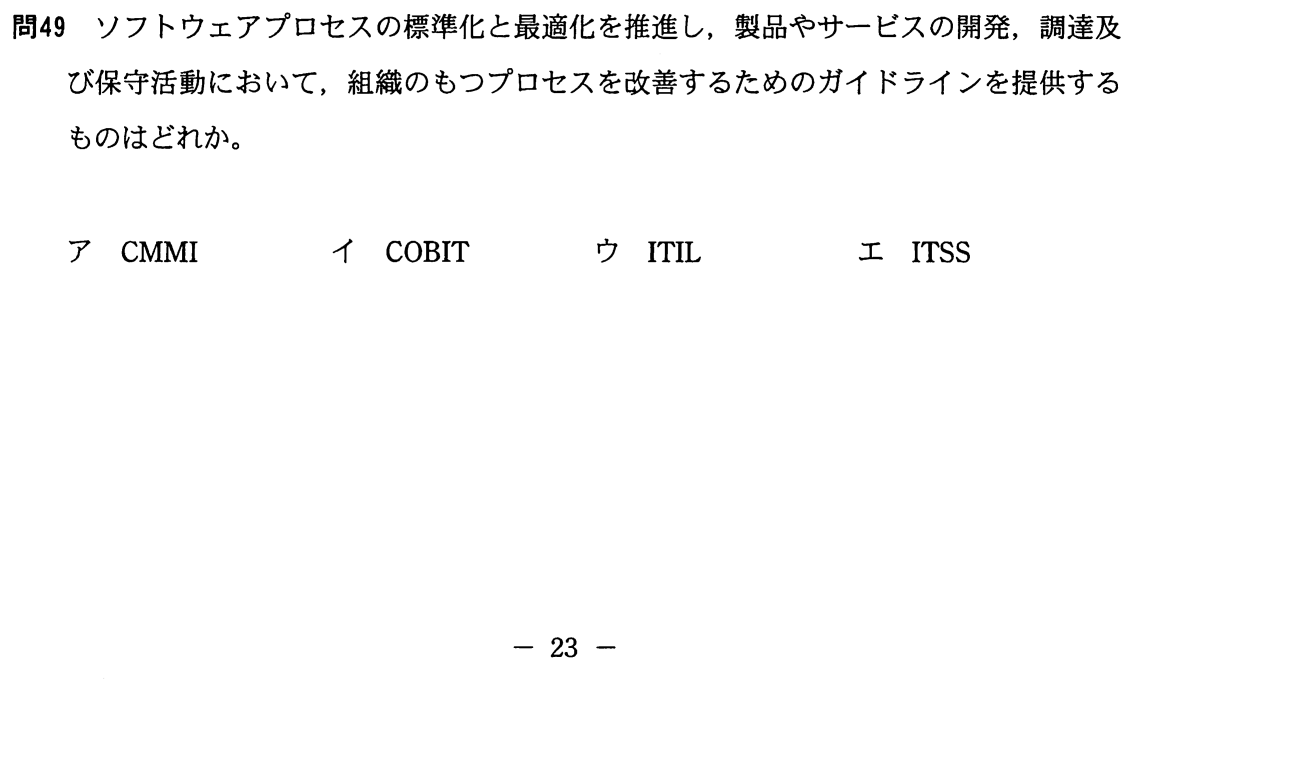 問49 ソフトウェアプロセスの標準化と最適化を推進し，製品やサービスの開発，調達及
び保守活動において，組織のもつプロセスを改善するためのガイドラインを提供する
ものはどれか。
ア CMMI イ COBIT ウ ITIL エ ITSS
－ 23 －